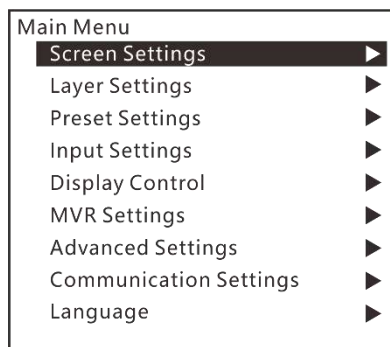 Main Menu
Screen Settings
Layer Settings
Preset Settings
Input Settings
Display Control
MVR Settings
Advanced Settings
Communication Settings
Language